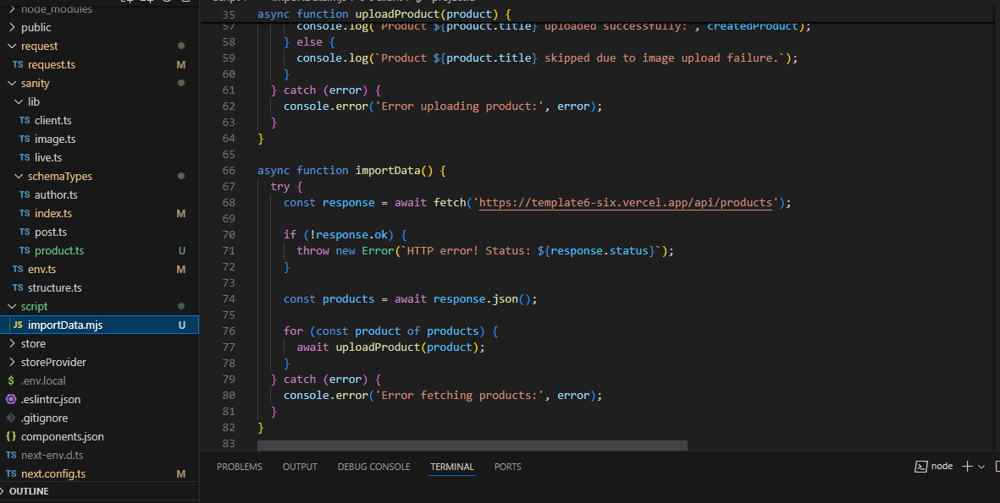 node_modules
public
request
TS request.ts M
sanity
lib
TS client.ts
TS image.ts
TS live.ts
schemaTypes
TS author.ts
TS index.ts M
TS post.ts
TS product.ts U
TS env.ts M
TS structure.ts
script
JS importData.mjs U
store
storeProvider
$ .env.local
.eslintrc.json
.gitignore
{} components.json
TS next-env.d.ts
TS next.config.ts M
OUTLINE
35 async function uploadProduct(product) {
57 console.log(`Product ${product.title} uploaded successfully:`, createdProduct);
58 } else {
59 console.log(`Product ${product.title} skipped due to image upload failure.`);
60 }
61 } catch (error) {
62 console.error('Error uploading product:', error);
63 }
64 }
65
66 async function importData() {
67 try {
68 const response = await fetch('https://template6-six.vercel.app/api/products');
69
70 if (!response.ok) {
71 throw new Error(`HTTP error! Status: ${response.status}`);
72 }
73
74 const products = await response.json();
75
76 for (const product of products) {
77 await uploadProduct(product);
78 }
79 } catch (error) {
80 console.error('Error fetching products:', error);
81 }
82 }
83
PROBLEMS OUTPUT DEBUG CONSOLE TERMINAL PORTS node